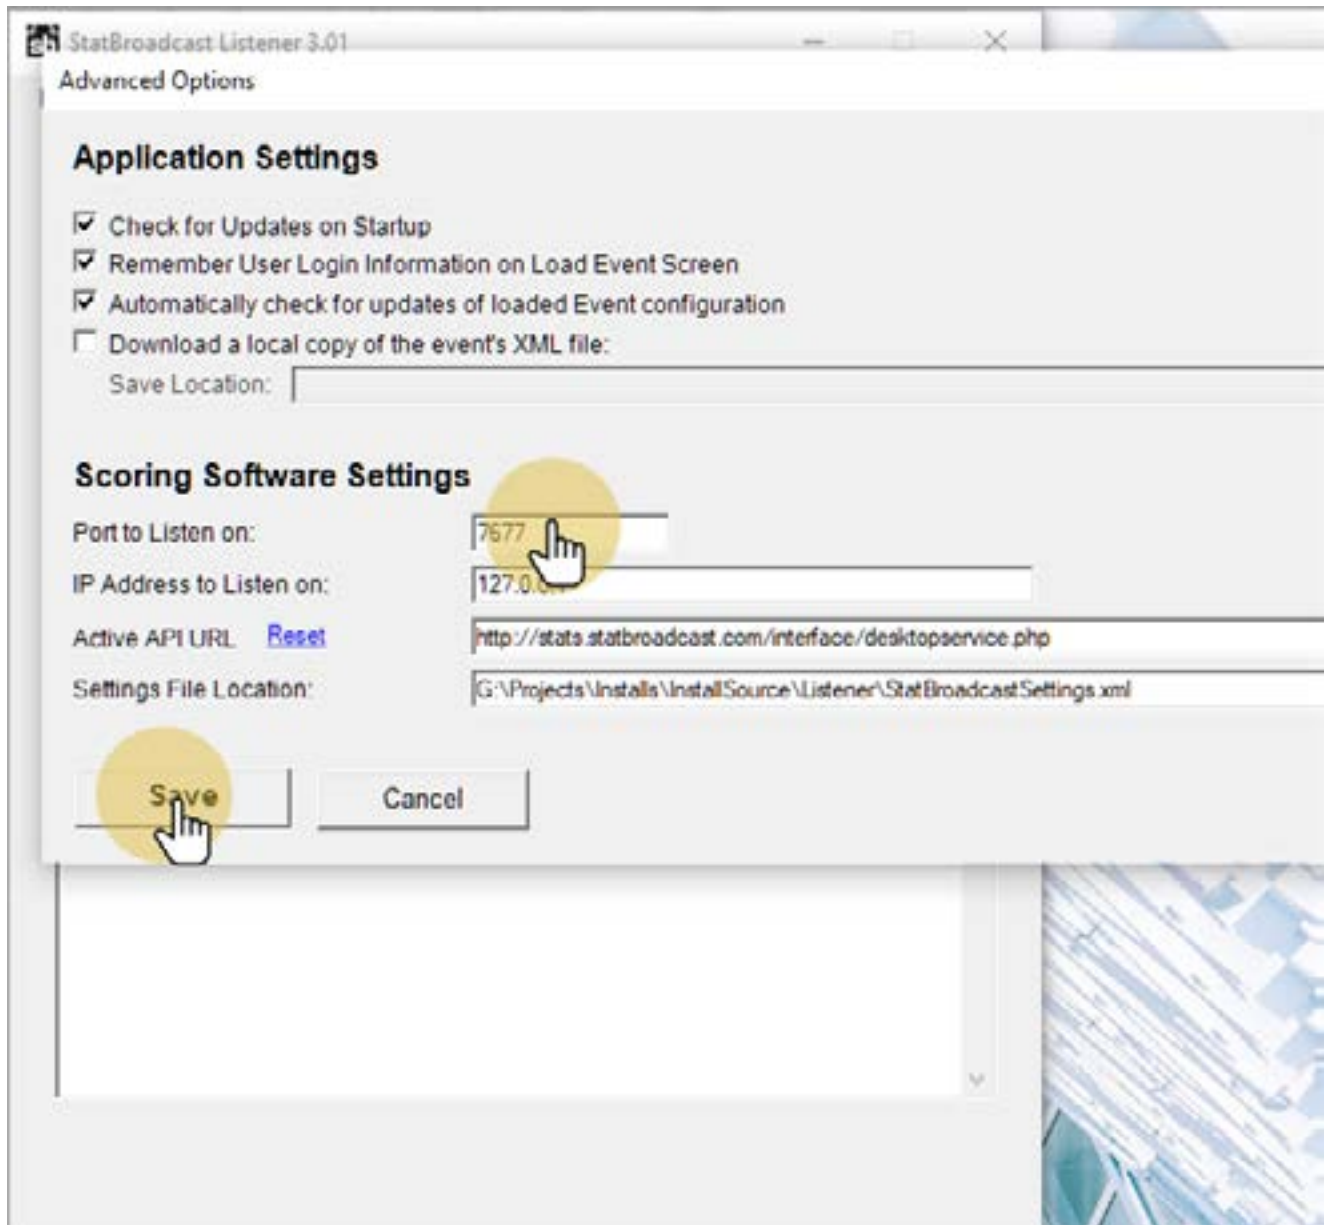 StatBroadcast Listener 3.01
Advanced Options
Application Settings
Check for Updates on Startup
Remember User Login Information on Load Event Screen
Automatically check for updates of loaded Event configuration
Download a local copy of the event's XML file:
Save Location:
Scoring Software Settings
Port to Listen on: 7677
IP Address to Listen on:
Active API URL Reset http://stats.statbroadcast.com/interface/desktopservice.php
Settings File Location: G:\Projects\Installs\InstallSource\Listener\StatBroadcastSettings.xml
Save Cancel